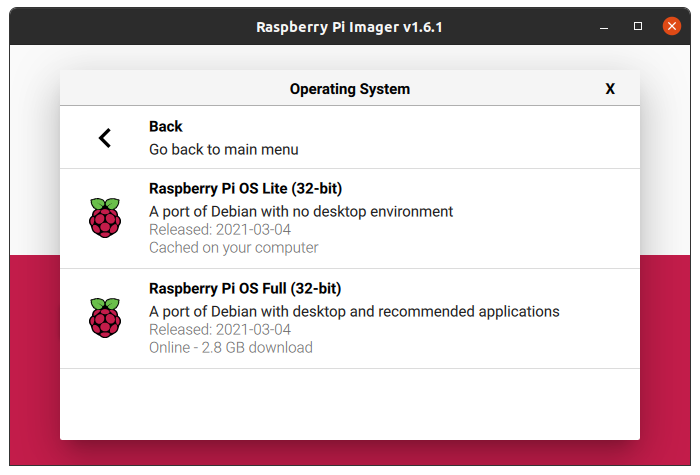 Raspberry Pi Imager v1.6.1
Operating System
X
Back
Go back to main menu
Raspberry Pi OS Lite (32-bit)
A port of Debian with no desktop environment
Released: 2021-03-04
Cached on your computer
Raspberry Pi OS Full (32-bit)
A port of Debian with desktop and recommended applications
Released: 2021-03-04
Online - 2.8 GB download